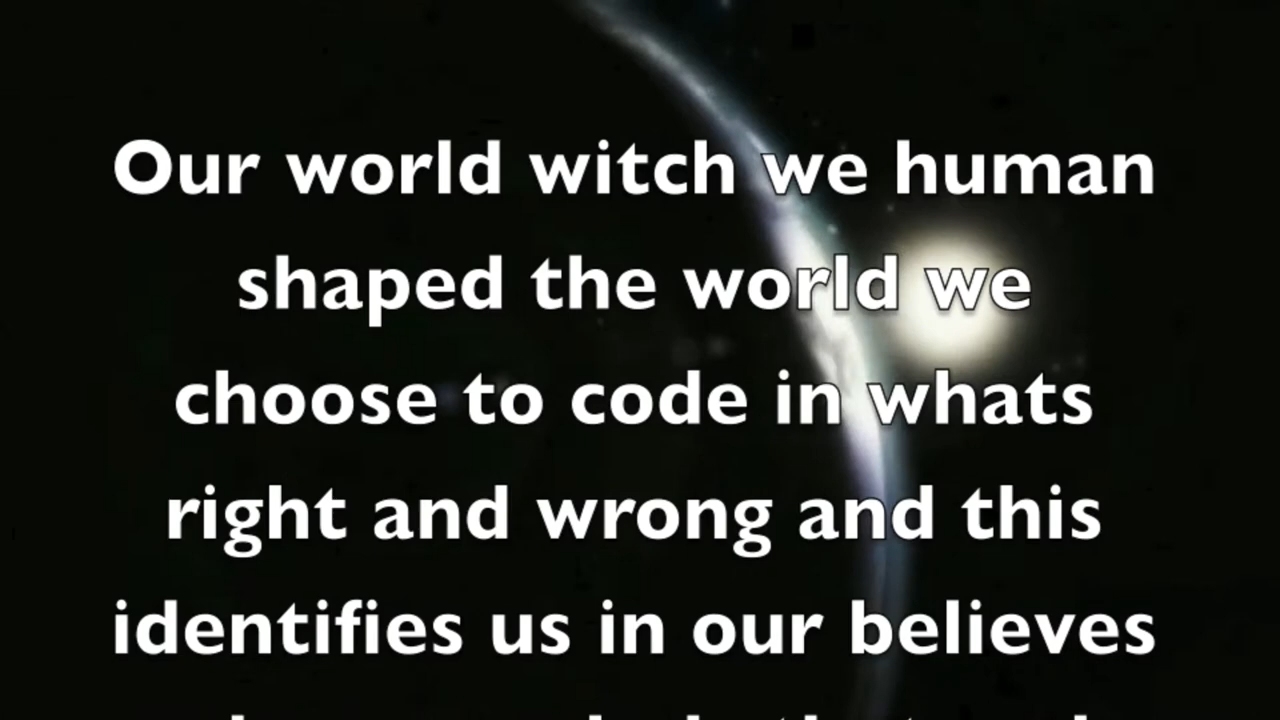 Our world witch we human
shaped the world we
choose to code in whats
right and wrong and this
identifies us in our believes